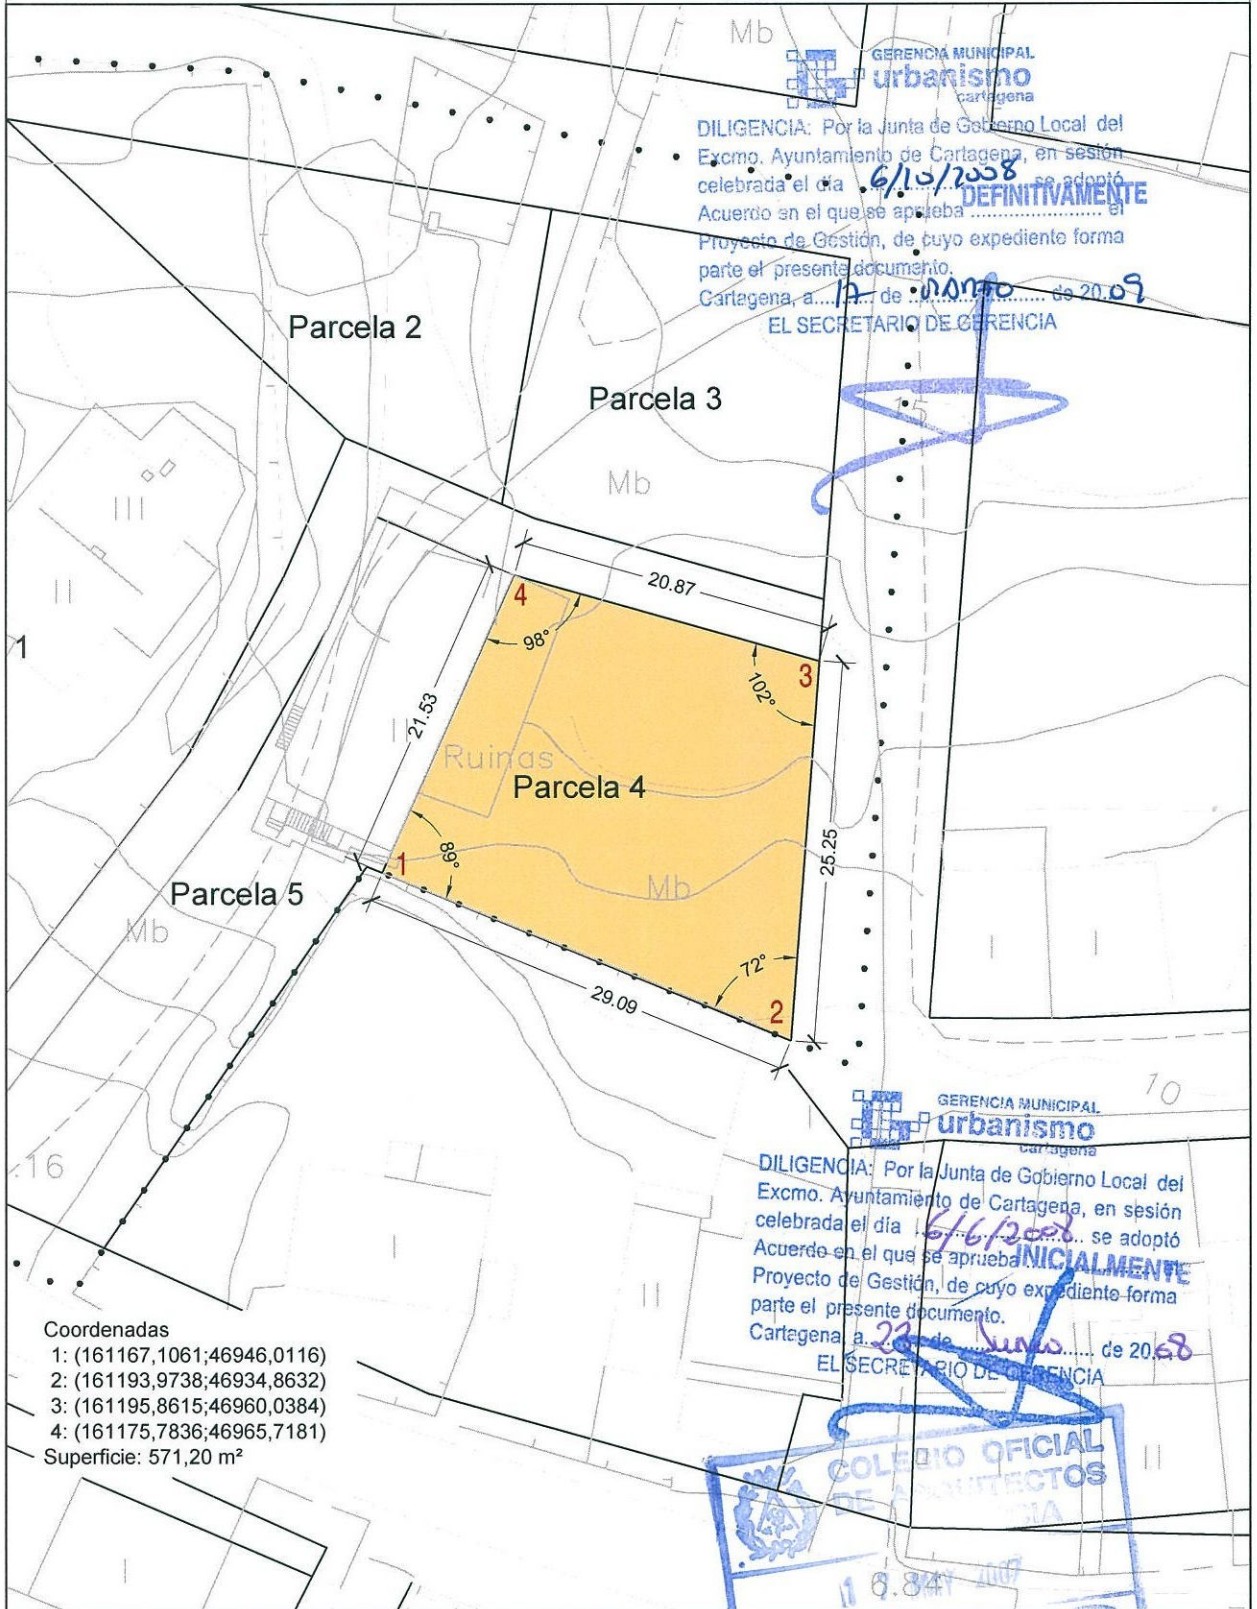 Mb
GERENCIA MUNICIPAL
urbanismo
cartagena
DILIGENCIA: Por la Junta de Gobierno Local del
Excmo. Ayuntamiento de Cartagena, en sesión
celebrada el día 6/10/2008 se adoptó
DEFINITIVAMENTE
Acuerdo en el que se aprueba ........................ el
Proyecto de Gestión, de cuyo expediente forma
parte el presente documento.
Cartagena, a....17.... de ........................ de 20.09
EL SECRETARIO DE GERENCIA
Parcela 2
Parcela 3
15
Mb
III
II
1
20.87
4
98°
3
102°
21.53
Ruinas
Parcela 4
25.25
89°
1
Parcela 5
Mb
Mb
I
I
72°
2
29.09
10
GERENCIA MUNICIPAL
urbanismo
cartagena
DILIGENCIA: Por la Junta de Gobierno Local del
Excmo. Ayuntamiento de Cartagena, en sesión
celebrada el día 6/6/2008 se adoptó
Acuerdo en el que se aprueba INICIALMENTE
Proyecto de Gestión, de cuyo expediente forma
parte el presente documento.
Cartagena, a 23 de Junio ...... de 2008
EL SECRETARIO DE GERENCIA
.16
I
II
Coordenadas
1: (161167,1061;46946,0116)
2: (161193,9738;46934,8632)
3: (161195,8615;46960,0384)
4: (161175,7836;46965,7181)
Superficie: 571,20 m²
COLEGIO OFICIAL
DE ARQUITECTOS
II
I
MAY 2007
6.84